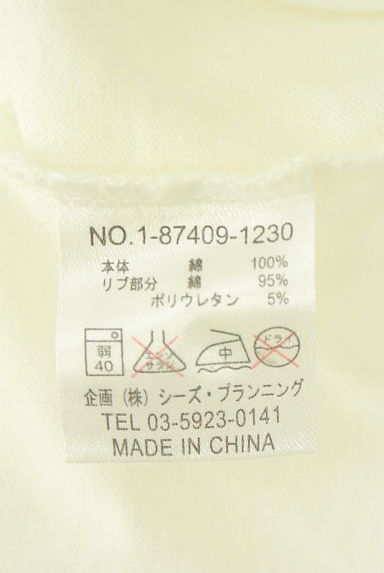 NO.1-87409-1230
本体 綿 100%
リブ部分 綿 95%
ポリウレタン 5%
弱 40 エンソサラシ 中 ドライ
企画（株）シーズ・プランニング
TEL 03-5923-0141
MADE IN CHINA